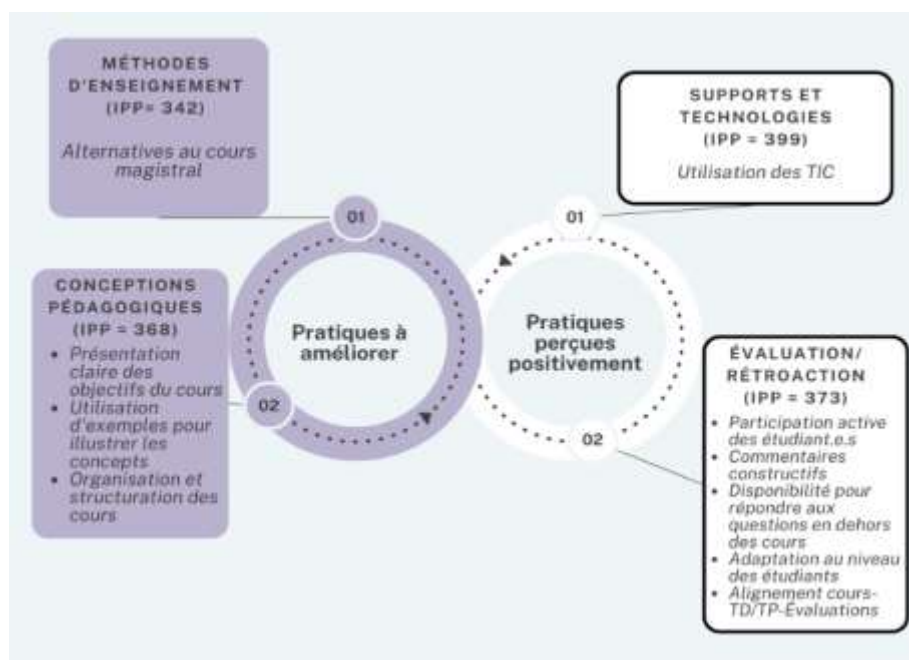 MÉTHODES
D'ENSEIGNEMENT
(IPP= 342)
Alternatives au cours
magistral
01
CONCEPTIONS
PÉDAGOGIQUES
(IPP = 368)
• Présentation
claire des
objectifs du cours
• Utilisation
d'exemples pour
illustrer les
concepts
• Organisation et
structuration des
cours
02
Pratiques à
améliorer
SUPPORTS ET
TECHNOLOGIES
(IPP = 399)
Utilisation des TIC
01
Pratiques
perçues
positivement
02
ÉVALUATION/
RÉTROACTION
(IPP = 373)
• Participation active
des étudiant.e.s
• Commentaires
constructifs
• Disponibilité pour
répondre aux
questions en dehors
des cours
• Adaptation au niveau
des étudiants
• Alignement cours-
TD/TP-Évaluations